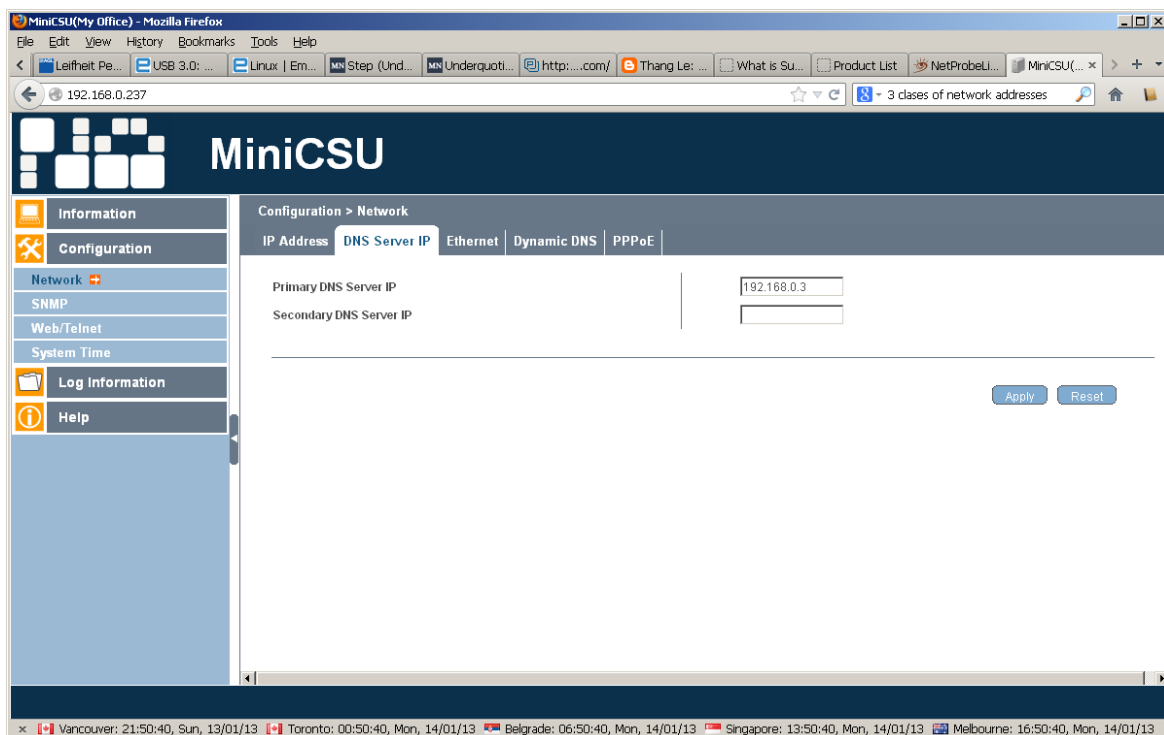 MiniCSU(My Office) - Mozilla Firefox
File Edit View History Bookmarks Tools Help
Leifheit Pe... USB 3.0: ... Linux | Em... Step (Und... Underquoti... http:....com/ Thang Le: ... What is Su... Product List NetProbeLi... MiniCSU(...
192.168.0.237 3 clases of network addresses
MiniCSU
Information
Configuration
Network
SNMP
Web/Telnet
System Time
Log Information
Help
Configuration > Network
IP Address DNS Server IP Ethernet Dynamic DNS PPPoE
Primary DNS Server IP 192.168.0.3
Secondary DNS Server IP
Apply Reset
Vancouver: 21:50:40, Sun, 13/01/13 Toronto: 00:50:40, Mon, 14/01/13 Belgrade: 06:50:40, Mon, 14/01/13 Singapore: 13:50:40, Mon, 14/01/13 Melbourne: 16:50:40, Mon, 14/01/13